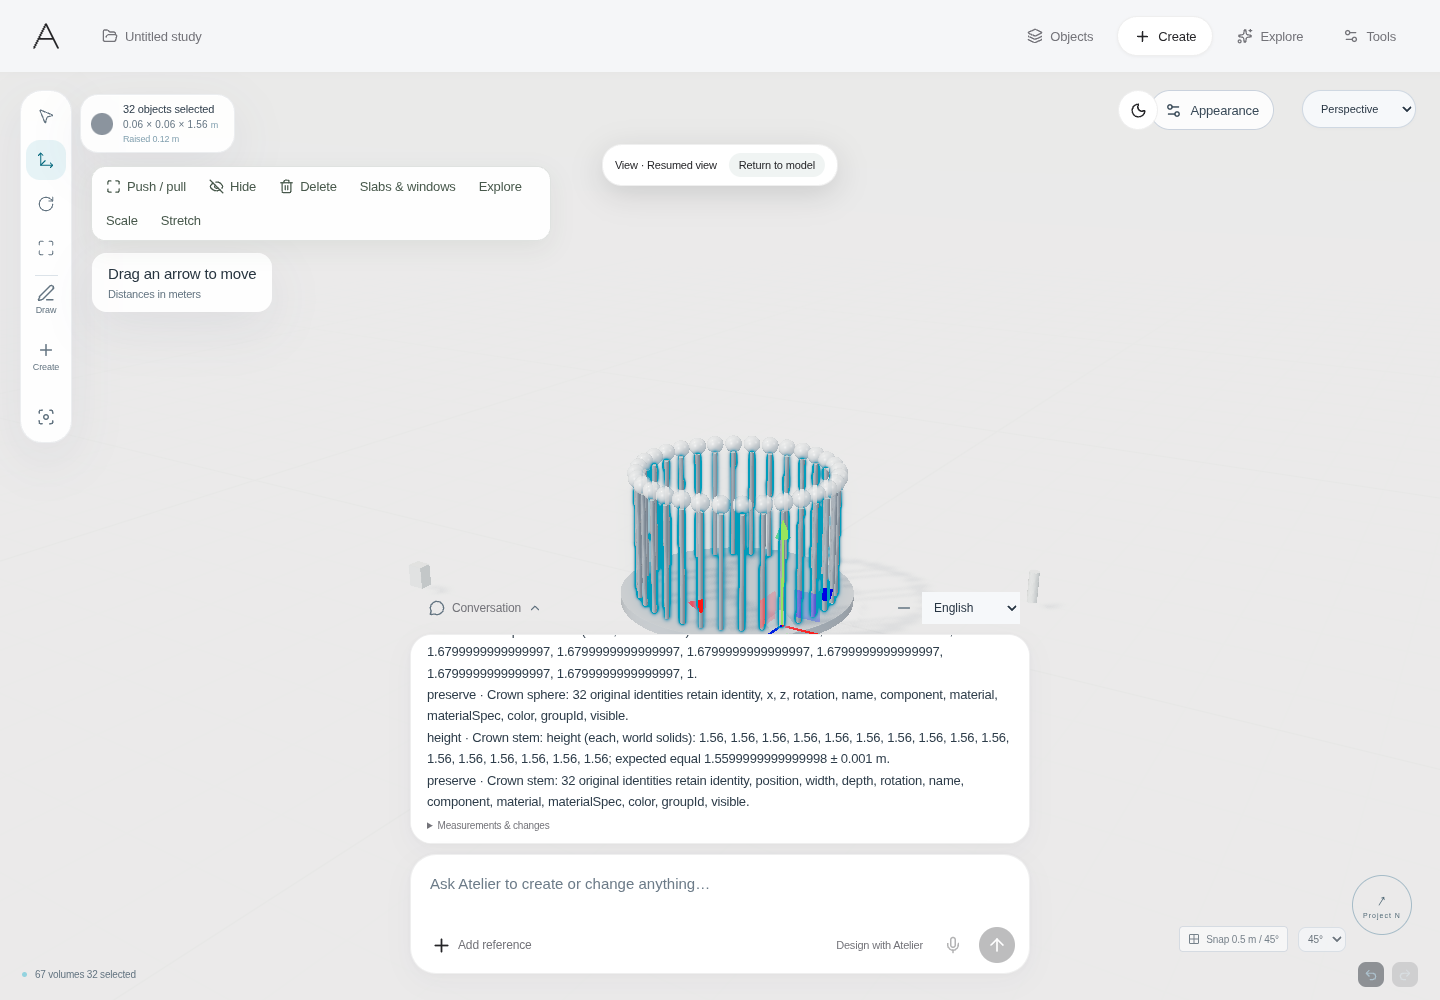 Untitled study
Objects
Create
Explore
Tools
32 objects selected
0.06 × 0.06 × 1.56 m
Raised 0.12 m
Appearance
Perspective
View · Resumed view
Return to model
Push / pull
Hide
Delete
Slabs & windows
Explore
Scale
Stretch
Drag an arrow to move
Distances in meters
Draw
Create
Conversation
English
1.6799999999999997, 1.6799999999999997, 1.6799999999999997, 1.6799999999999997,
1.6799999999999997, 1.6799999999999997, 1.
preserve · Crown sphere: 32 original identities retain identity, x, z, rotation, name, component, material,
materialSpec, color, groupId, visible.
height · Crown stem: height (each, world solids): 1.56, 1.56, 1.56, 1.56, 1.56, 1.56, 1.56, 1.56, 1.56, 1.56,
1.56, 1.56, 1.56, 1.56, 1.56, 1.56; expected equal 1.5599999999999998 ± 0.001 m.
preserve · Crown stem: 32 original identities retain identity, position, width, depth, rotation, name,
component, material, materialSpec, color, groupId, visible.
Measurements & changes
Ask Atelier to create or change anything…
Add reference
Design with Atelier
Project N
Snap 0.5 m / 45°
45°
67 volumes 32 selected